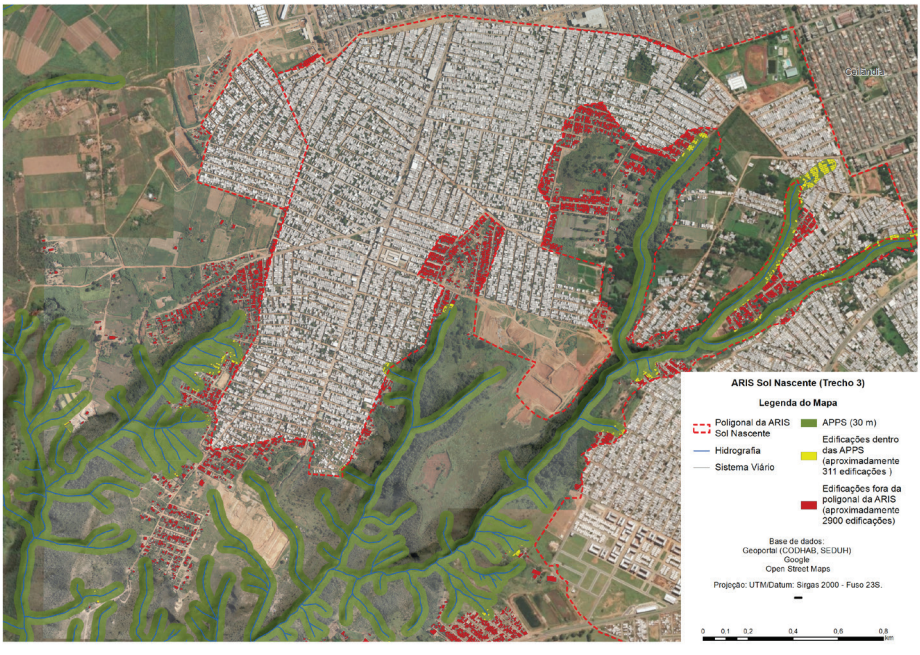 Ceilândia
ARIS Sol Nascente (Trecho 3)
Legenda do Mapa
Poligonal da ARIS
Sol Nascente
Hidrografia
Sistema Viário
APPS (30 m)
Edificações dentro
das APPS
(aproximadamente
311 edificações )
Edificações fora da
poligonal da ARIS
(aproximadamente
2900 edificações)
Base de dados:
Geoportal (CODHAB, SEDUH)
Google
Open Street Maps
Projeção: UTM/Datum: Sirgas 2000 - Fuso 23S.
0 0,1 0,2 0,4 0,6 0,8
km